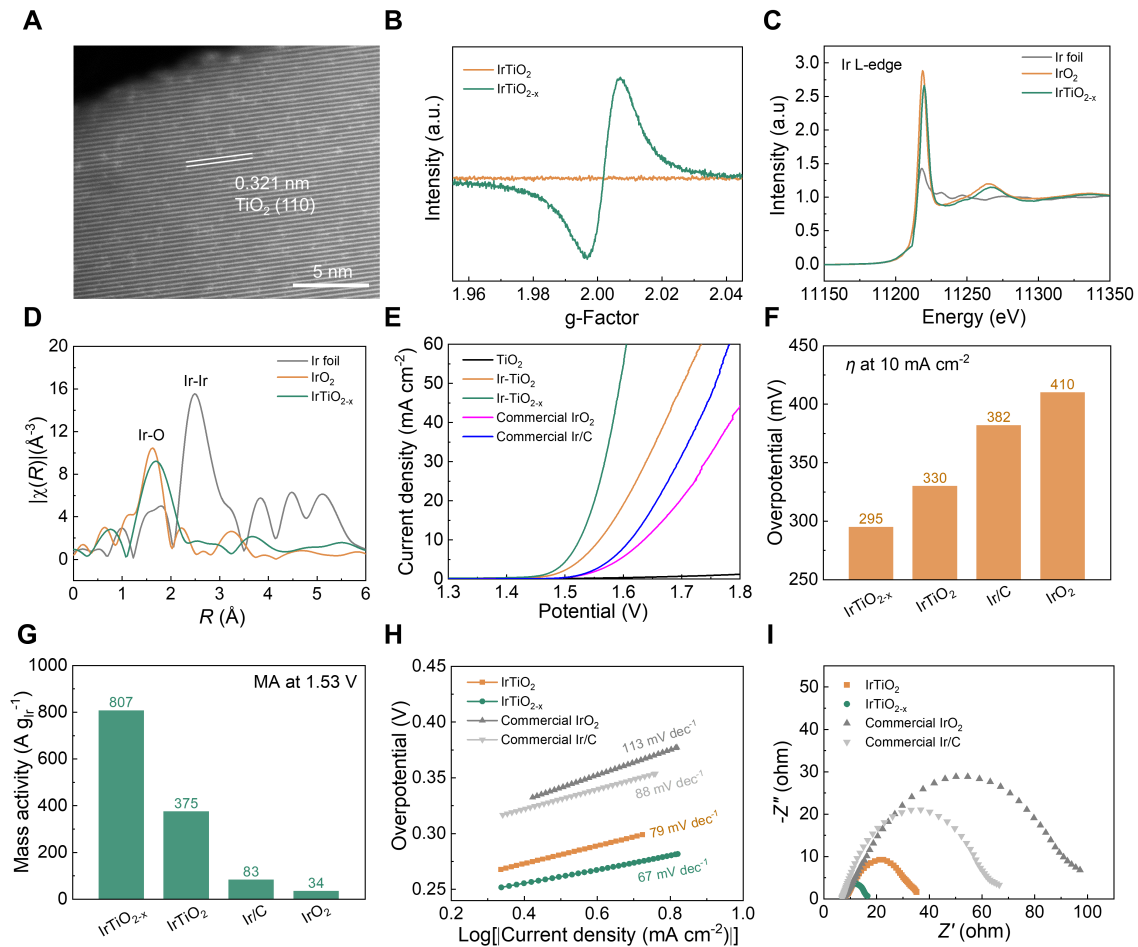 A
0.321 nm
TiO₂ (110)
5 nm
B
IrTiO₂
IrTiO₂₋ₓ
Intensity (a.u.)
1.96 1.98 2.00 2.02 2.04
g-Factor
C
Ir L-edge
Ir foil
IrO₂
IrTiO₂₋ₓ
Intensity (a.u)
3.0
2.5
2.0
1.5
1.0
0.5
0.0
11150 11200 11250 11300 11350
Energy (eV)
D
Ir foil
IrO₂
IrTiO₂₋ₓ
Ir-Ir
Ir-O
|χ(R)|(Å⁻³)
20
16
12
8
4
0
0 1 2 3 4 5 6
R (Å)
E
TiO₂
Ir-TiO₂
Ir-TiO₂₋ₓ
Commercial IrO₂
Commercial Ir/C
Current density (mA cm⁻²)
60
50
40
30
20
10
0
1.3 1.4 1.5 1.6 1.7 1.8
Potential (V)
F
η at 10 mA cm⁻²
Overpotential (mV)
450
400
350
300
250
295
330
382
410
IrTiO₂₋ₓ IrTiO₂ Ir/C IrO₂
G
MA at 1.53 V
Mass activity (A gIr⁻¹)
1000
800
600
400
200
0
807
375
83
34
IrTiO₂₋ₓ IrTiO₂ Ir/C IrO₂
H
IrTiO₂
IrTiO₂₋ₓ
Commercial IrO₂
Commercial Ir/C
113 mV dec⁻¹
88 mV dec⁻¹
79 mV dec⁻¹
67 mV dec⁻¹
Overpotential (V)
0.45
0.40
0.35
0.30
0.25
0.2 0.4 0.6 0.8 1.0
Log[|Current density (mA cm⁻²)|]
I
IrTiO₂
IrTiO₂₋ₓ
Commercial IrO₂
Commercial Ir/C
-Z″ (ohm)
50
40
30
20
10
0
0 20 40 60 80 100
Z′ (ohm)